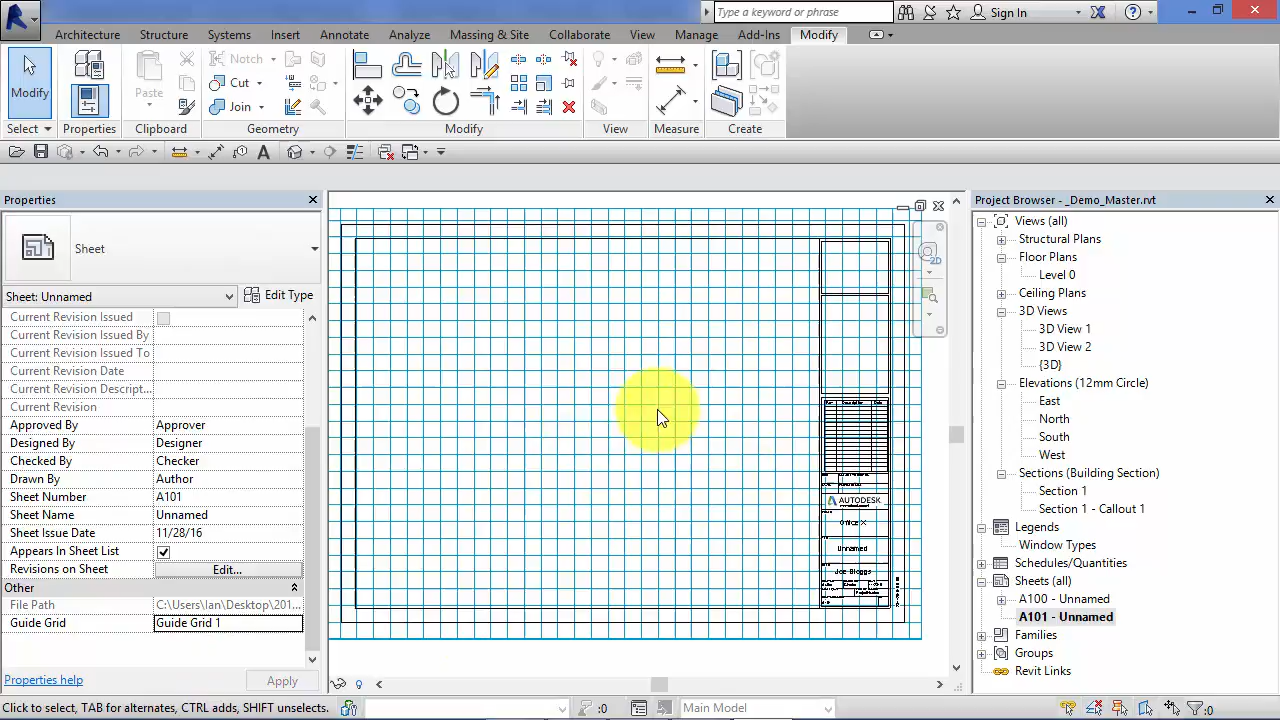 Type a keyword or phrase
Sign In
Architecture Structure Systems Insert Annotate Analyze Massing & Site Collaborate View Manage Add-Ins Modify
Modify
Paste
Notch
Cut
Join
Select Properties Clipboard Geometry Modify View Measure Create
Properties
Sheet
Sheet: Unnamed
Edit Type
Current Revision Issued
Current Revision Issued By
Current Revision Issued To
Current Revision Date
Current Revision Descript...
Current Revision
Approved By Approver
Designed By Designer
Checked By Checker
Drawn By Author
Sheet Number A101
Sheet Name Unnamed
Sheet Issue Date 11/28/16
Appears In Sheet List
Revisions on Sheet Edit...
Other
File Path C:\Users\Ian\Desktop\201...
Guide Grid Guide Grid 1
Properties help
Apply
2D
Description Date
AUTODESK
Office X
Unnamed
Joe Bloggs
Project Browser - _Demo_Master.rvt
Views (all)
Structural Plans
Floor Plans
Level 0
Ceiling Plans
3D Views
3D View 1
3D View 2
{3D}
Elevations (12mm Circle)
East
North
South
West
Sections (Building Section)
Section 1
Section 1 - Callout 1
Legends
Window Types
Schedules/Quantities
Sheets (all)
A100 - Unnamed
A101 - Unnamed
Families
Groups
Revit Links
Click to select, TAB for alternates, CTRL adds, SHIFT unselects.
:0
Main Model
:0